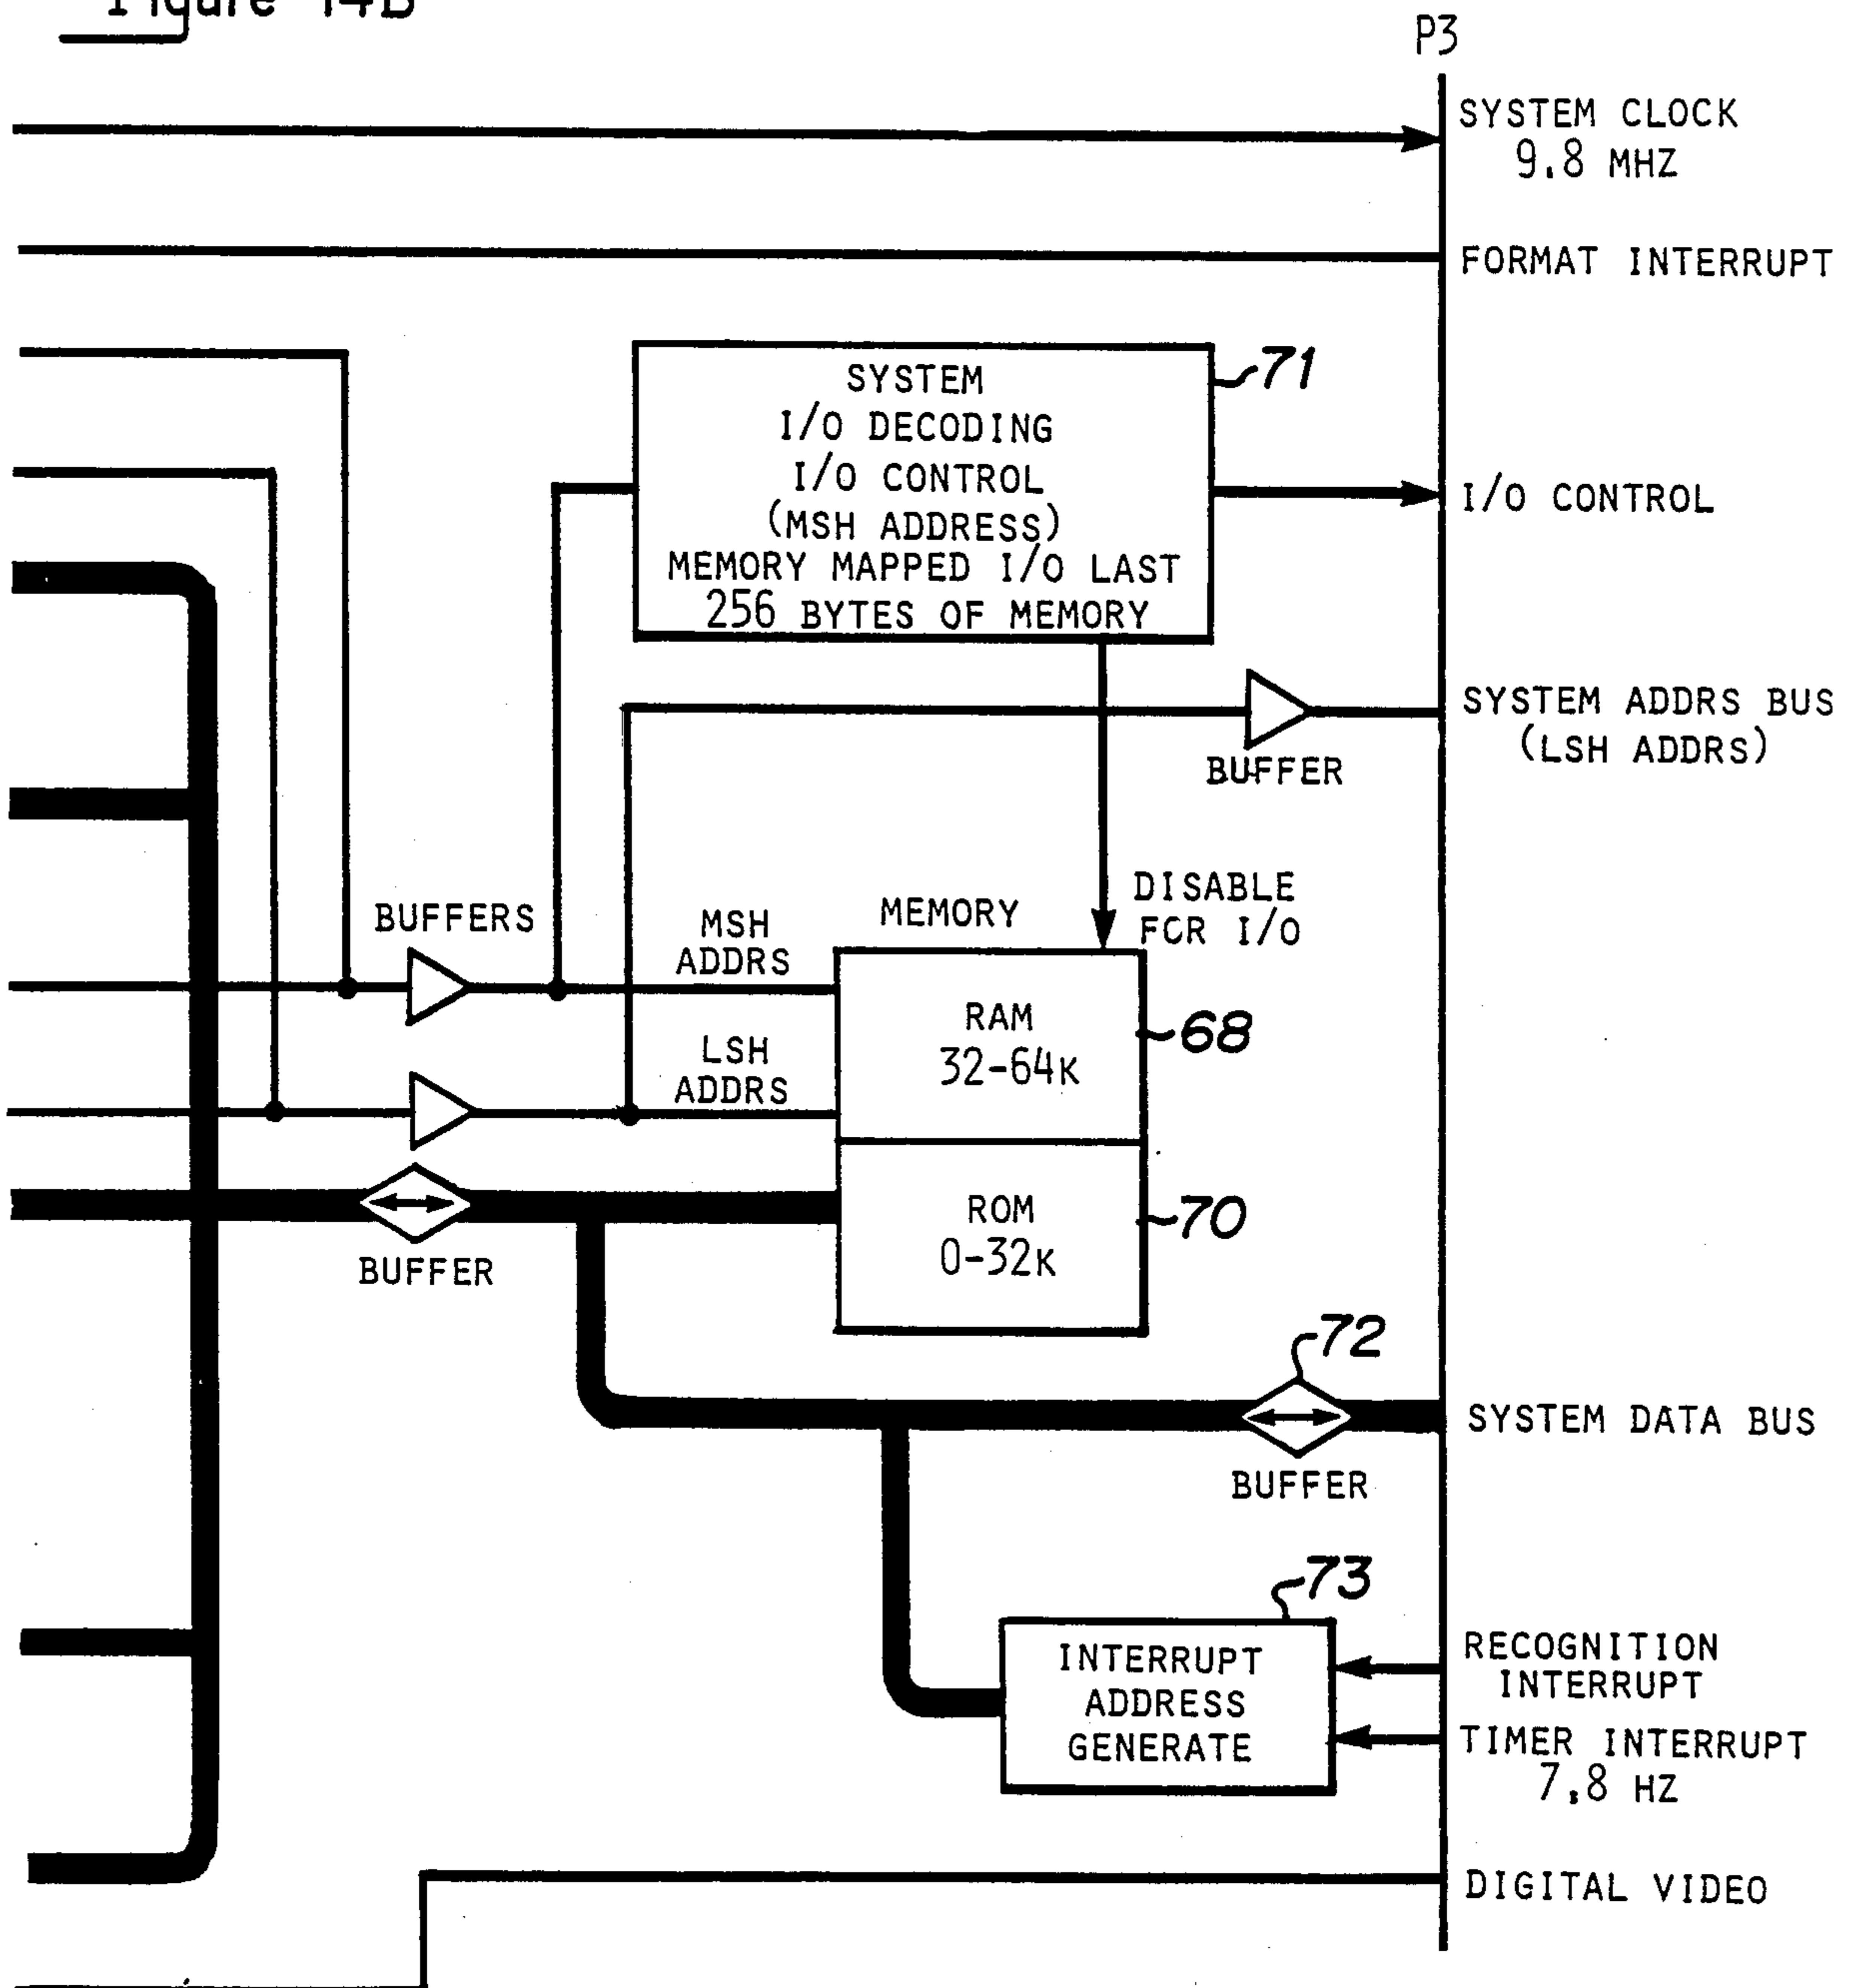 Figure 14B
P3
SYSTEM CLOCK
9.8 MHZ
FORMAT INTERRUPT
71
SYSTEM
I/O DECODING
I/O CONTROL
(MSH ADDRESS)
MEMORY MAPPED I/O LAST
256 BYTES OF MEMORY
I/O CONTROL
SYSTEM ADDRS BUS
(LSH ADDRS)
BUFFER
DISABLE
FCR I/O
BUFFERS
MSH
ADDRS
MEMORY
RAM
32-64K
68
LSH
ADDRS
ROM
0-32K
70
BUFFER
72
SYSTEM DATA BUS
BUFFER
73
INTERRUPT
ADDRESS
GENERATE
RECOGNITION
INTERRUPT
TIMER INTERRUPT
7.8 HZ
DIGITAL VIDEO